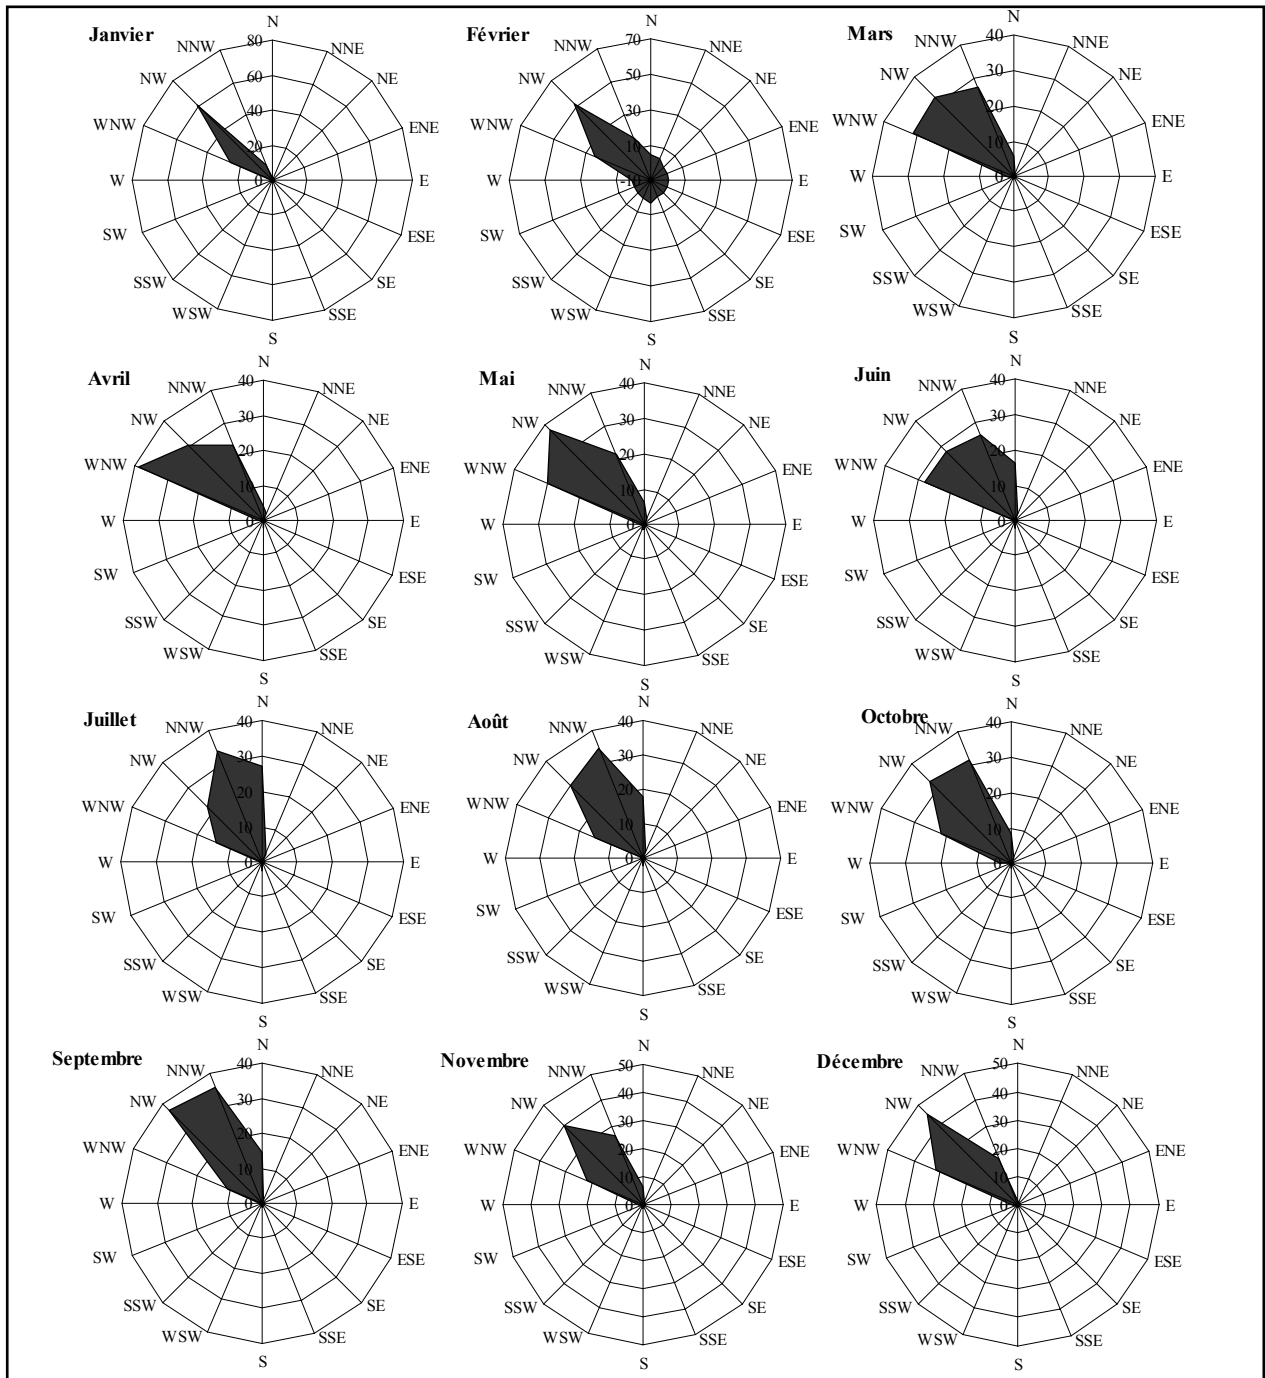 Janvier
N
NNE
NE
ENE
E
ESE
SE
SSE
S
WSW
SSW
SW
W
WNW
NW
NNW
80
60
40
20
0
Février
N
NNE
NE
ENE
E
ESE
SE
SSE
S
WSW
SSW
SW
W
WNW
NW
NNW
70
50
30
10
-10
Mars
N
NNE
NE
ENE
E
ESE
SE
SSE
S
WSW
SSW
SW
W
WNW
NW
NNW
40
30
20
10
0
Avril
N
NNE
NE
ENE
E
ESE
SE
SSE
S
WSW
SSW
SW
W
WNW
NW
NNW
40
30
20
10
0
Mai
N
NNE
NE
ENE
E
ESE
SE
SSE
S
WSW
SSW
SW
W
WNW
NW
NNW
40
30
20
10
0
Juin
N
NNE
NE
ENE
E
ESE
SE
SSE
S
WSW
SSW
SW
W
WNW
NW
NNW
40
30
20
10
0
Juillet
N
NNE
NE
ENE
E
ESE
SE
SSE
S
WSW
SSW
SW
W
WNW
NW
NNW
40
30
20
10
0
Août
N
NNE
NE
ENE
E
ESE
SE
SSE
S
WSW
SSW
SW
W
WNW
NW
NNW
40
30
20
10
0
Octobre
N
NNE
NE
ENE
E
ESE
SE
SSE
S
WSW
SSW
SW
W
WNW
NW
NNW
40
30
20
10
0
Septembre
N
NNE
NE
ENE
E
ESE
SE
SSE
S
WSW
SSW
SW
W
WNW
NW
NNW
40
30
20
10
0
Novembre
N
NNE
NE
ENE
E
ESE
SE
SSE
S
WSW
SSW
SW
W
WNW
NW
NNW
50
40
30
20
10
0
Décembre
N
NNE
NE
ENE
E
ESE
SE
SSE
S
WSW
SSW
SW
W
WNW
NW
NNW
50
40
30
20
10
0